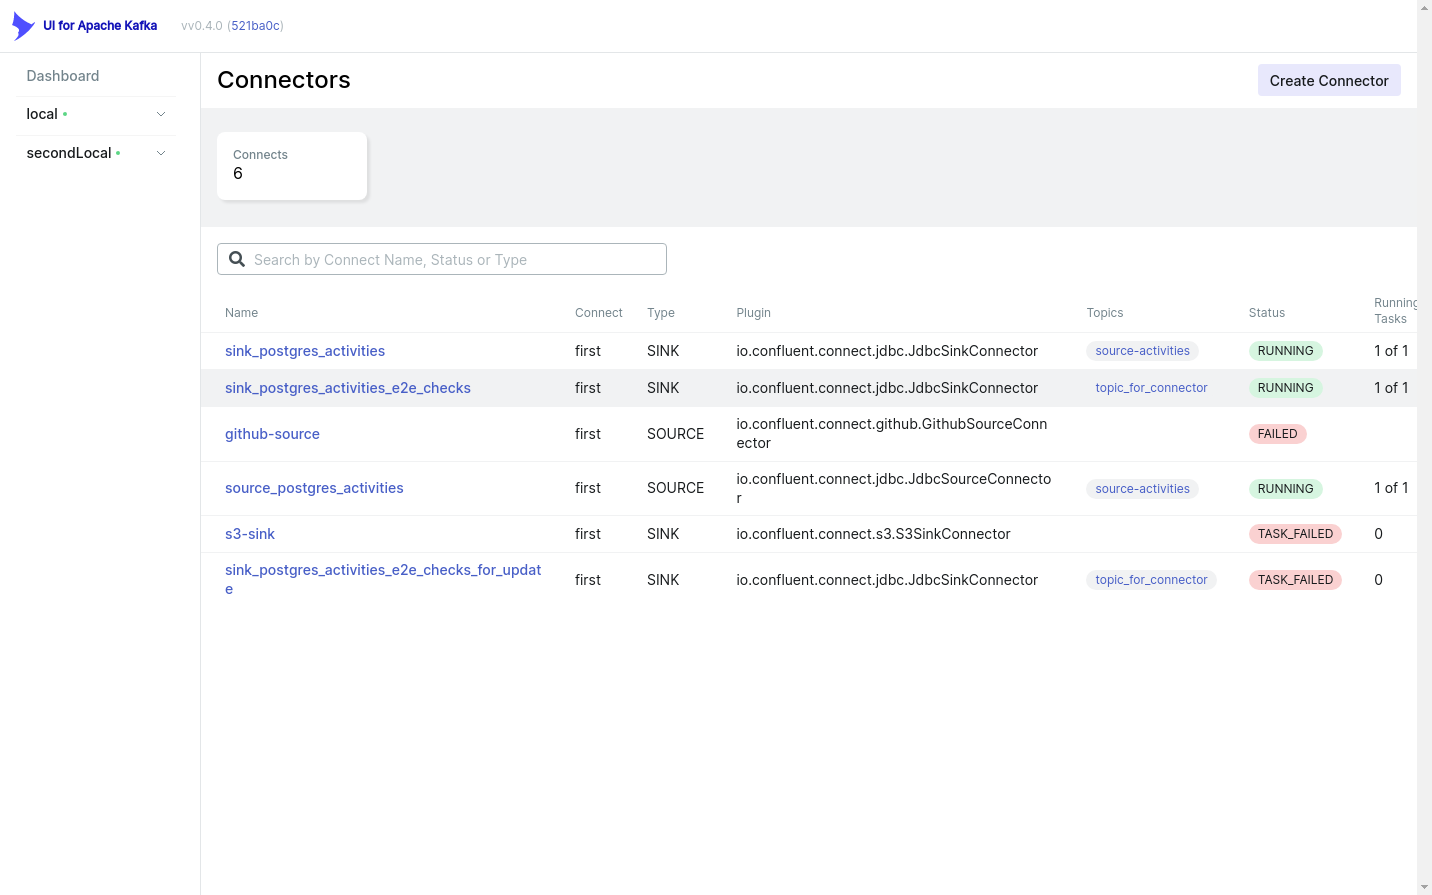 UI for Apache Kafka
vv0.4.0 (521ba0c)
Dashboard
local
secondLocal
Connectors
Create Connector
Connects
6
Search by Connect Name, Status or Type
Name Connect Type Plugin Topics Status Running Tasks
sink_postgres_activities first SINK io.confluent.connect.jdbc.JdbcSinkConnector source-activities RUNNING 1 of 1
sink_postgres_activities_e2e_checks first SINK io.confluent.connect.jdbc.JdbcSinkConnector topic_for_connector RUNNING 1 of 1
github-source first SOURCE io.confluent.connect.github.GithubSourceConn
ector FAILED
source_postgres_activities first SOURCE io.confluent.connect.jdbc.JdbcSourceConnecto
r source-activities RUNNING 1 of 1
s3-sink first SINK io.confluent.connect.s3.S3SinkConnector TASK_FAILED 0
sink_postgres_activities_e2e_checks_for_updat
e first SINK io.confluent.connect.jdbc.JdbcSinkConnector topic_for_connector TASK_FAILED 0